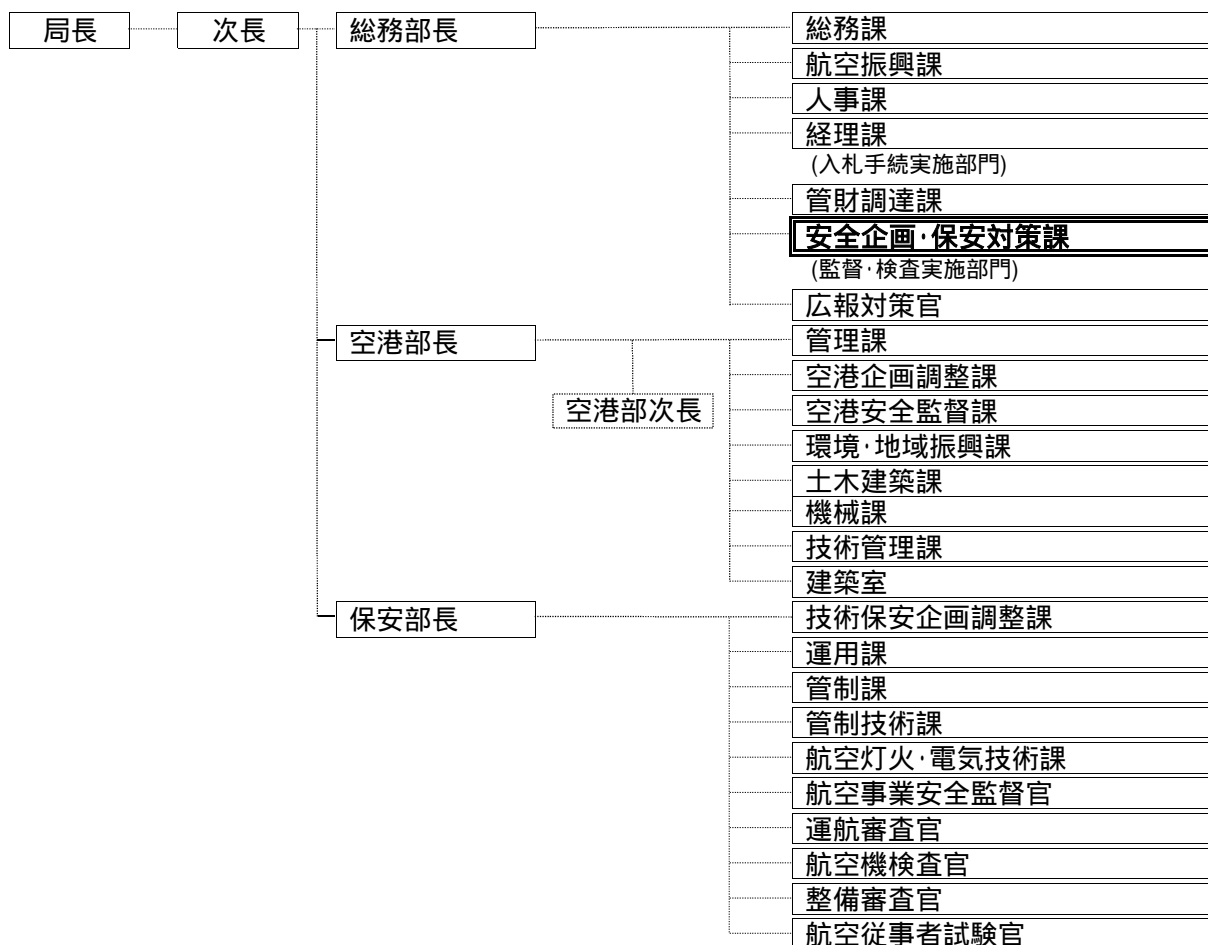 局長
次長
総務部長
総務課
航空振興課
人事課
経理課
(入札手続実施部門)
管財調達課
安全企画・保安対策課
(監督・検査実施部門)
広報対策官
空港部長
空港部次長
管理課
空港企画調整課
空港安全監督課
環境・地域振興課
土木建築課
機械課
技術管理課
建築室
保安部長
技術保安企画調整課
運用課
管制課
管制技術課
航空灯火・電気技術課
航空事業安全監督官
運航審査官
航空機検査官
整備審査官
航空従事者試験官